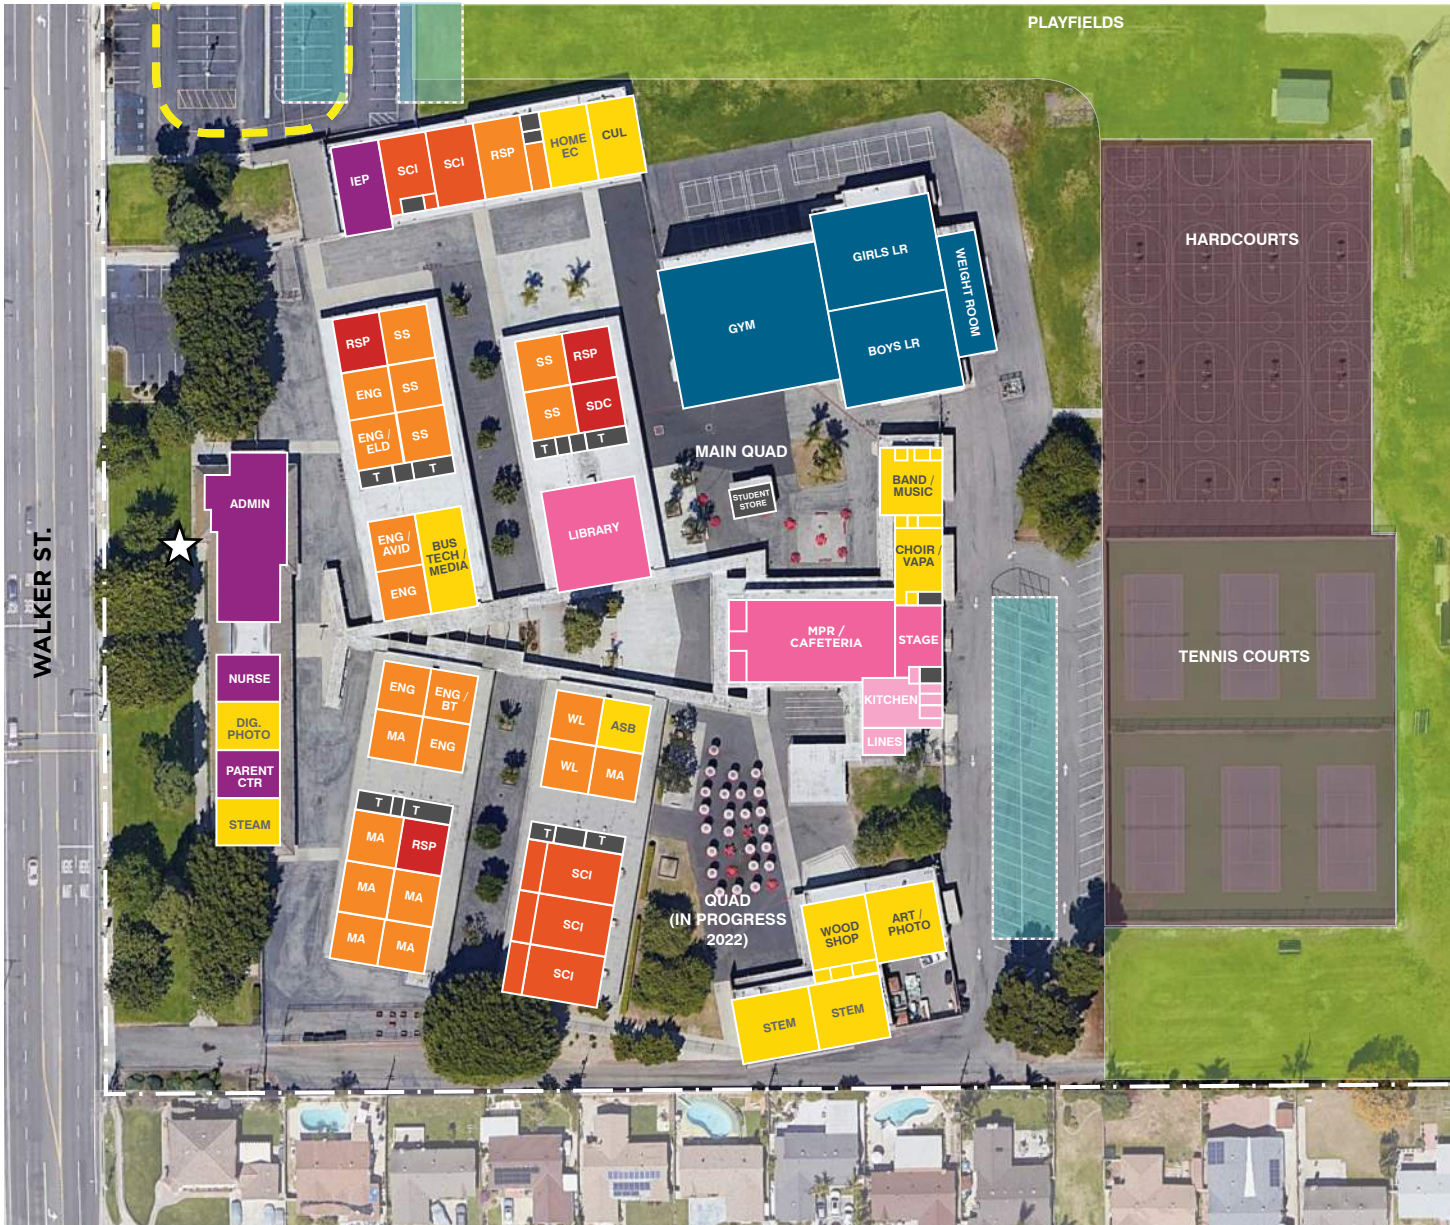 PLAYFIELDS
IEP
SCI
SCI
RSP
HOME
EC
CUL
HARDCOURTS
GIRLS LR
WEIGHT ROOM
GYM
BOYS LR
RSP
SS
ENG
SS
ENG /
ELD
SS
T
T
SS
RSP
SS
SDC
T
T
MAIN QUAD
STUDENT
STORE
BAND /
MUSIC
CHOIR /
VAPA
ADMIN
ENG /
AVID
BUS
TECH /
MEDIA
ENG
LIBRARY
WALKER ST.
MPR /
CAFETERIA
STAGE
KITCHEN
LINES
TENNIS COURTS
NURSE
DIG.
PHOTO
PARENT
CTR
STEAM
ENG
ENG /
BT
MA
ENG
WL
ASB
WL
MA
T
T
MA
RSP
MA
MA
MA
MA
T
T
SCI
SCI
SCI
QUAD
(IN PROGRESS
2022)
WOOD
SHOP
ART /
PHOTO
STEM
STEM